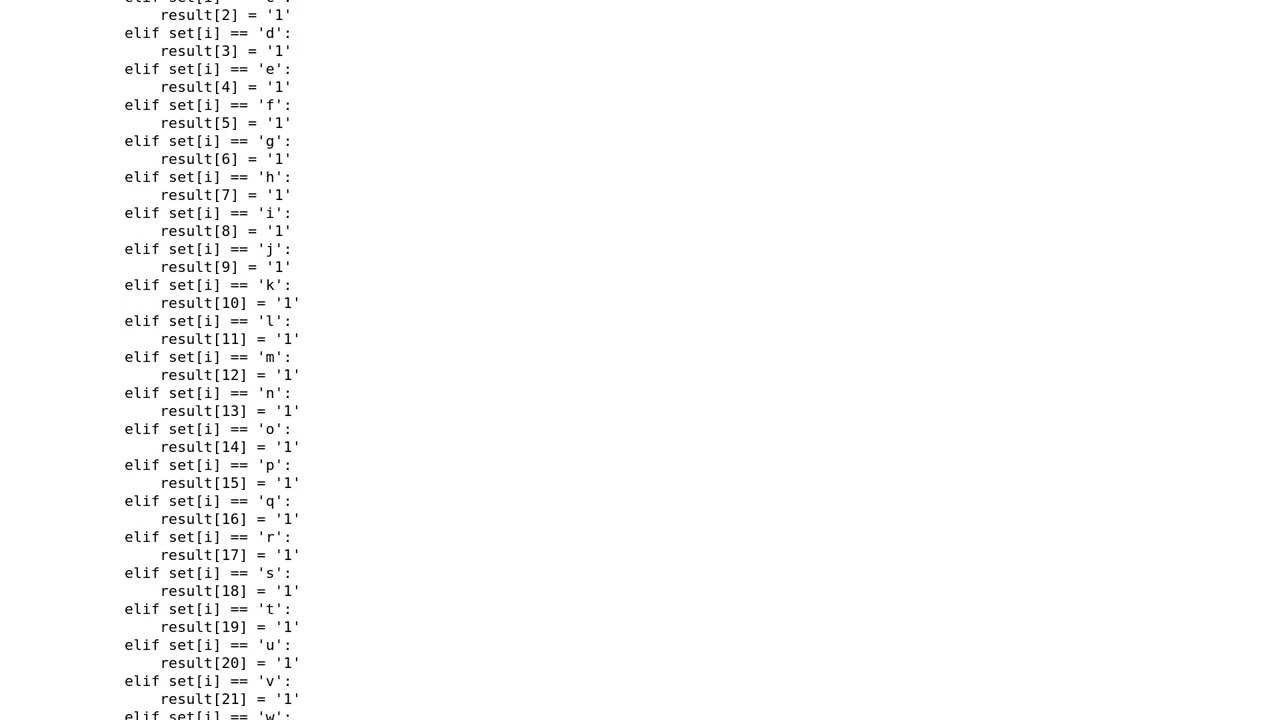 elif set[i] == 'c':
result[2] = '1'
elif set[i] == 'd':
result[3] = '1'
elif set[i] == 'e':
result[4] = '1'
elif set[i] == 'f':
result[5] = '1'
elif set[i] == 'g':
result[6] = '1'
elif set[i] == 'h':
result[7] = '1'
elif set[i] == 'i':
result[8] = '1'
elif set[i] == 'j':
result[9] = '1'
elif set[i] == 'k':
result[10] = '1'
elif set[i] == 'l':
result[11] = '1'
elif set[i] == 'm':
result[12] = '1'
elif set[i] == 'n':
result[13] = '1'
elif set[i] == 'o':
result[14] = '1'
elif set[i] == 'p':
result[15] = '1'
elif set[i] == 'q':
result[16] = '1'
elif set[i] == 'r':
result[17] = '1'
elif set[i] == 's':
result[18] = '1'
elif set[i] == 't':
result[19] = '1'
elif set[i] == 'u':
result[20] = '1'
elif set[i] == 'v':
result[21] = '1'
elif set[i] == 'w':